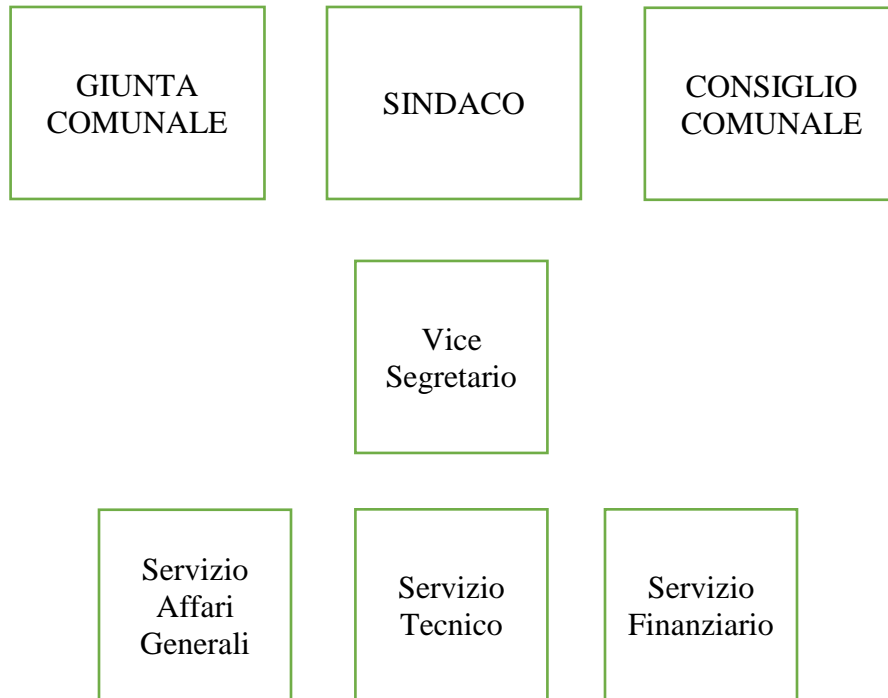 GIUNTA
COMUNALE
SINDACO
CONSIGLIO
COMUNALE
Vice
Segretario
Servizio
Affari
Generali
Servizio
Tecnico
Servizio
Finanziario